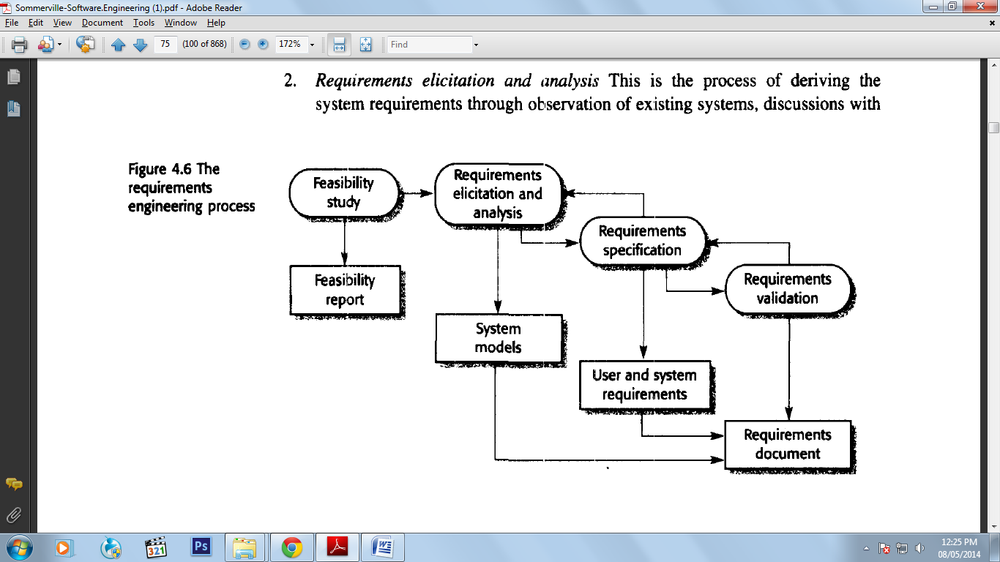 Sommerville-Software.Engineering (1).pdf - Adobe Reader
File Edit View Document Tools Window Help
75 (100 of 868) 172% Find
2. Requirements elicitation and analysis This is the process of deriving the
system requirements through observation of existing systems, discussions with
Figure 4.6 The
requirements
engineering process
Feasibility
study
Requirements
elicitation and
analysis
Requirements
specification
Requirements
validation
Feasibility
report
System
models
User and system
requirements
Requirements
document
321
Ps
12:25 PM
08/05/2014